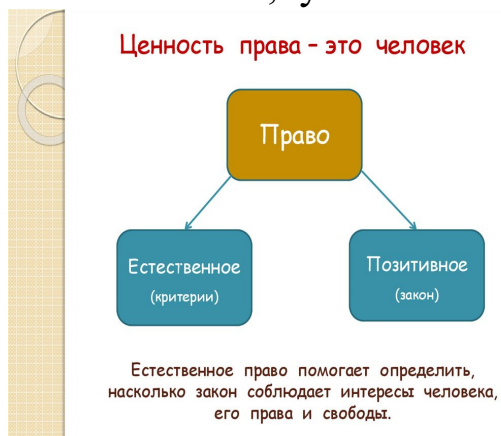 Ценность права – это человек
Право
Естественное
(критерии)
Позитивное
(закон)
Естественное право помогает определить,
насколько закон соблюдает интересы человека,
его права и свободы.